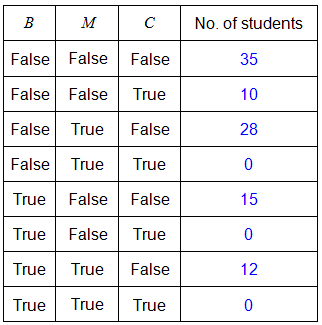 B M C No. of students
False False False 35
False False True 10
False True False 28
False True True 0
True False False 15
True False True 0
True True False 12
True True True 0